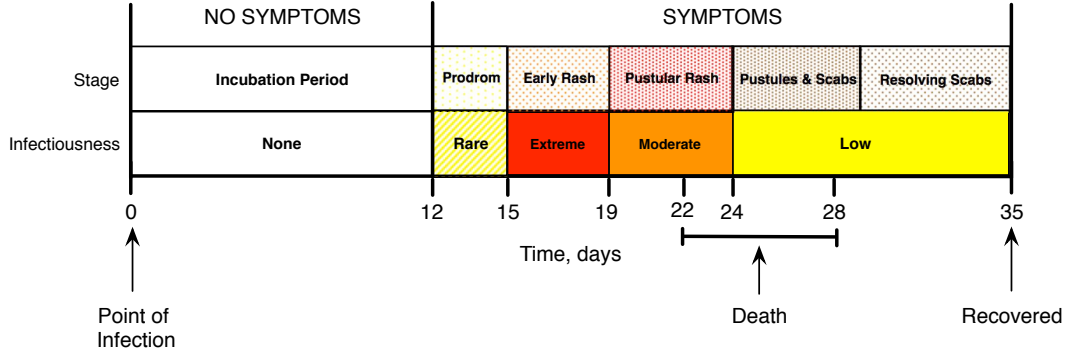 NO SYMPTOMS SYMPTOMS
Stage Incubation Period Prodrom Early Rash Pustular Rash Pustules & Scabs Resolving Scabs
Infectiousness None Rare Extreme Moderate Low
0 12 15 19 22 24 28 35
Time, days
Point of Infection
Death
Recovered